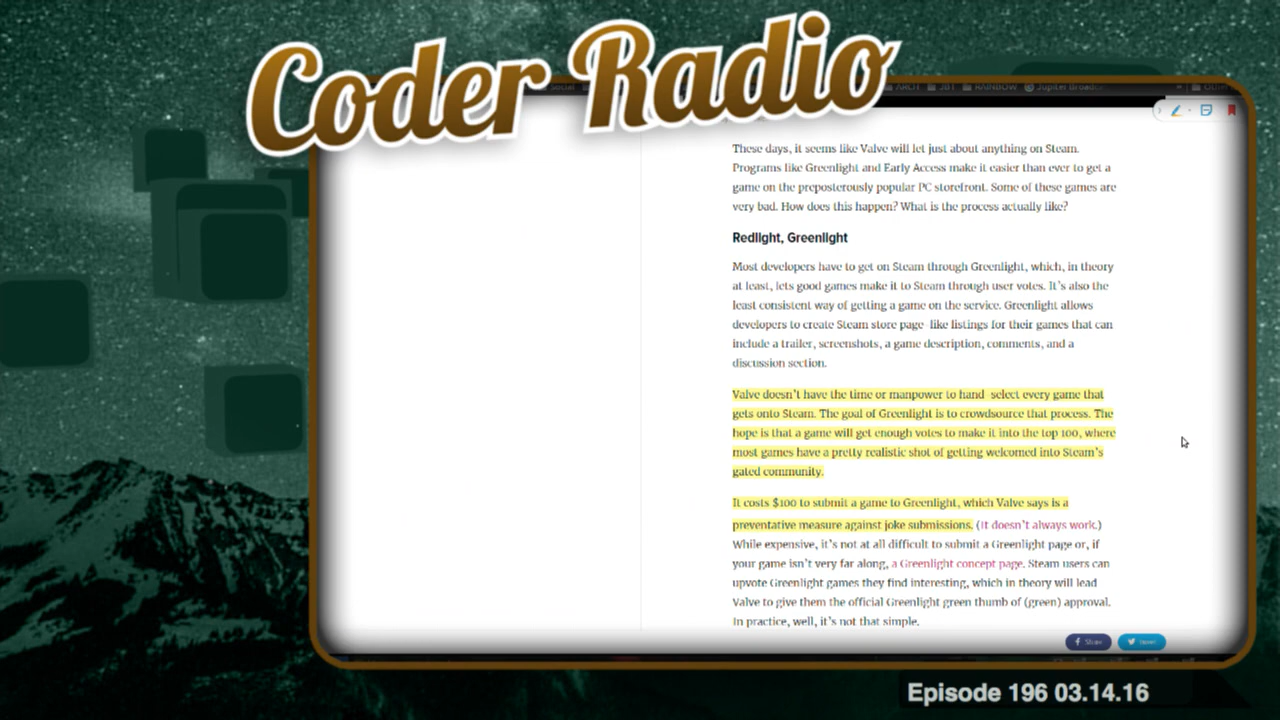 Coder Radio
Social
ARCH
JBT
RAINBOW
Jupiter Broadc
These days, it seems like Valve will let just about anything on Steam.
Programs like Greenlight and Early Access make it easier than ever to get a
game on the preposterously popular PC storefront. Some of these games are
very bad. How does this happen? What is the process actually like?
Redlight, Greenlight
Most developers have to get on Steam through Greenlight, which, in theory
at least, lets good games make it to Steam through user votes. It's also the
least consistent way of getting a game on the service. Greenlight allows
developers to create Steam store page-like listings for their games that can
include a trailer, screenshots, a game description, comments, and a
discussion section.
Valve doesn't have the time or manpower to hand-select every game that
gets onto Steam. The goal of Greenlight is to crowdsource that process. The
hope is that a game will get enough votes to make it into the top 100, where
most games have a pretty realistic shot of getting welcomed into Steam's
gated community.
It costs $100 to submit a game to Greenlight, which Valve says is a
preventative measure against joke submissions. (It doesn't always work.)
While expensive, it's not at all difficult to submit a Greenlight page or, if
your game isn't very far along, a Greenlight concept page. Steam users can
upvote Greenlight games they find interesting, which in theory will lead
Valve to give them the official Greenlight green thumb of (green) approval.
In practice, well, it's not that simple.
Share
Episode 196 03.14.16